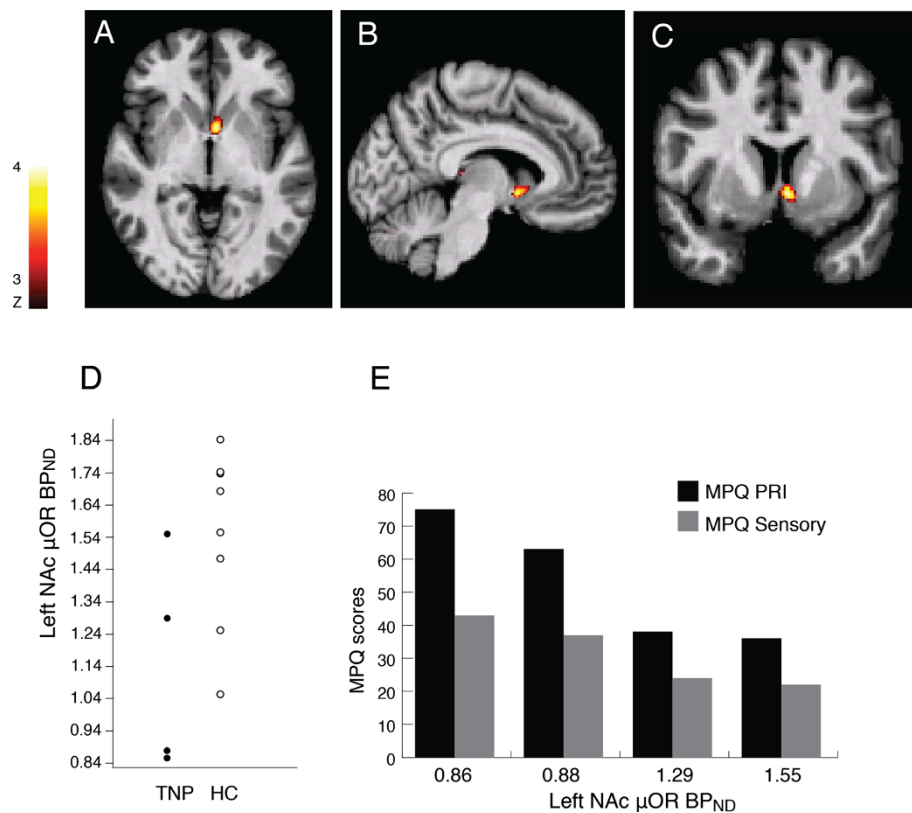 A
B
C
4
3
Z
D
Left NAc µOR BPND
1.84
1.74
1.64
1.54
1.44
1.34
1.24
1.14
1.04
0.94
0.84
TNP HC
E
MPQ PRI
MPQ Sensory
MPQ scores
80
70
60
50
40
30
20
10
0
0.86 0.88 1.29 1.55
Left NAc µOR BPND